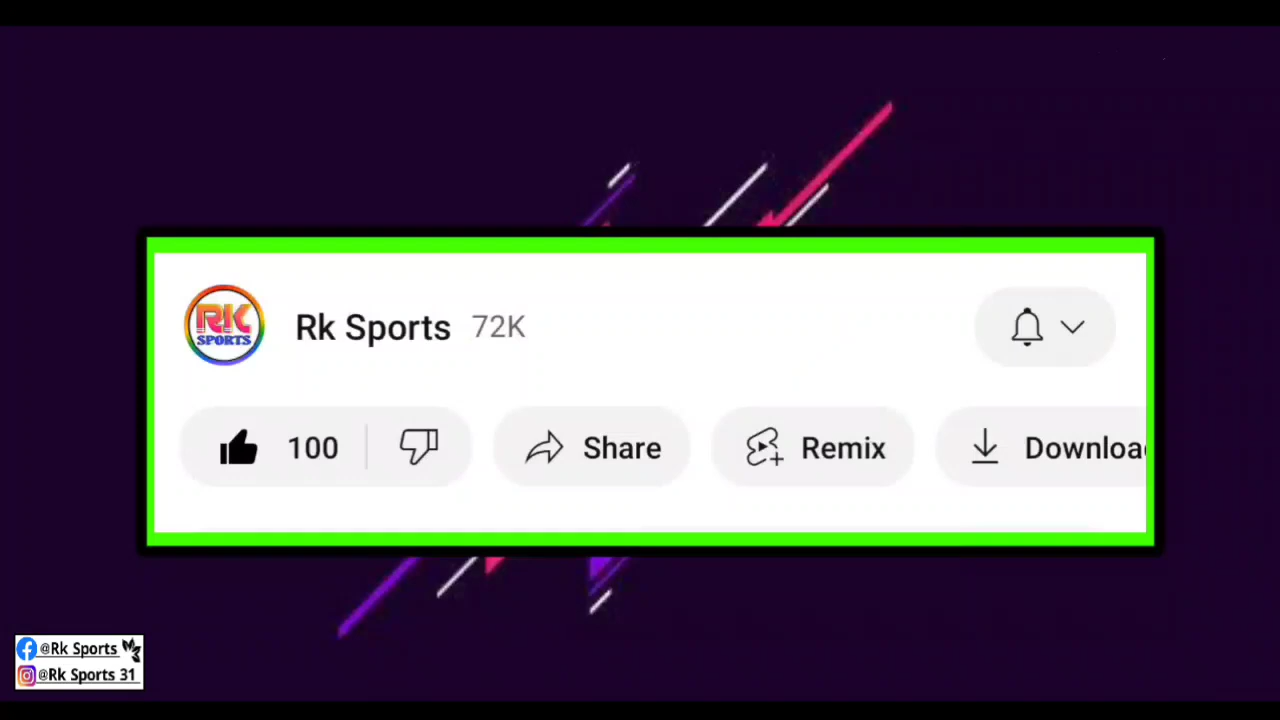 RK
SPORTS
Rk Sports 72K
100 Share Remix Downloa
@Rk Sports
@Rk Sports 31